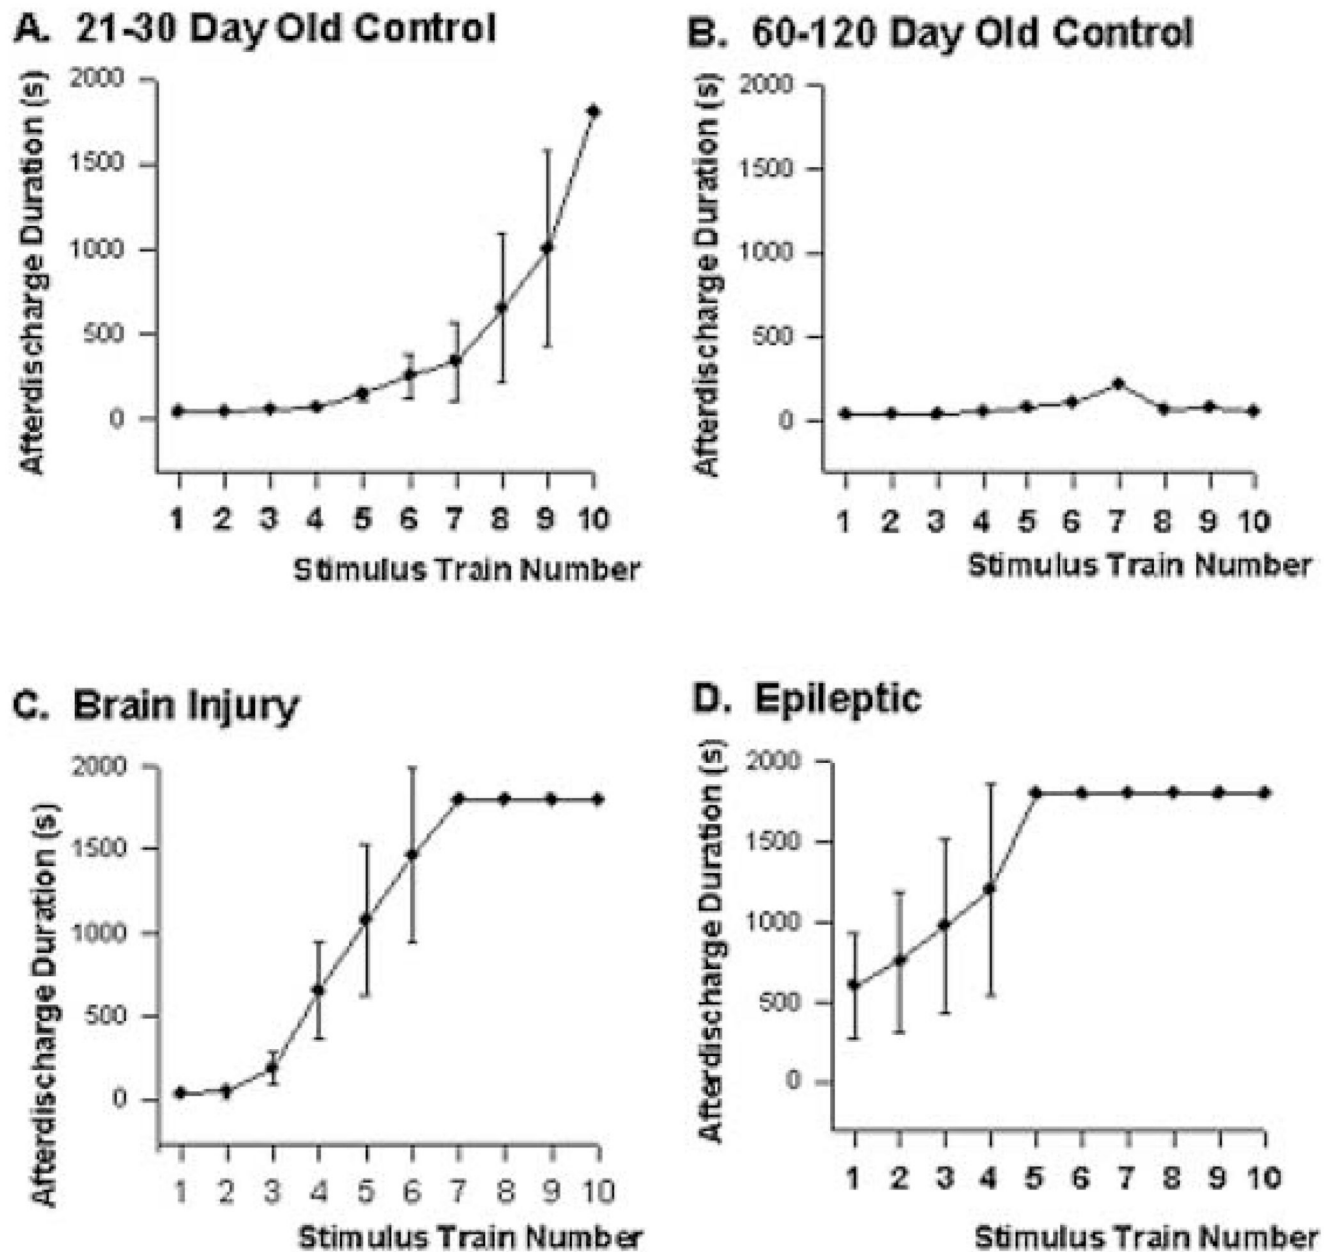 A. 21-30 Day Old Control
Afterdischarge Duration (s)
2000
1500
1000
500
0
1 2 3 4 5 6 7 8 9 10
Stimulus Train Number
B. 60-120 Day Old Control
Afterdischarge Duration (s)
2000
1500
1000
500
0
1 2 3 4 5 6 7 8 9 10
Stimulus Train Number
C. Brain Injury
Afterdischarge Duration (s)
2000
1500
1000
500
0
1 2 3 4 5 6 7 8 9 10
Stimulus Train Number
D. Epileptic
Afterdischarge Duration (s)
2000
1500
1000
500
0
1 2 3 4 5 6 7 8 9 10
Stimulus Train Number